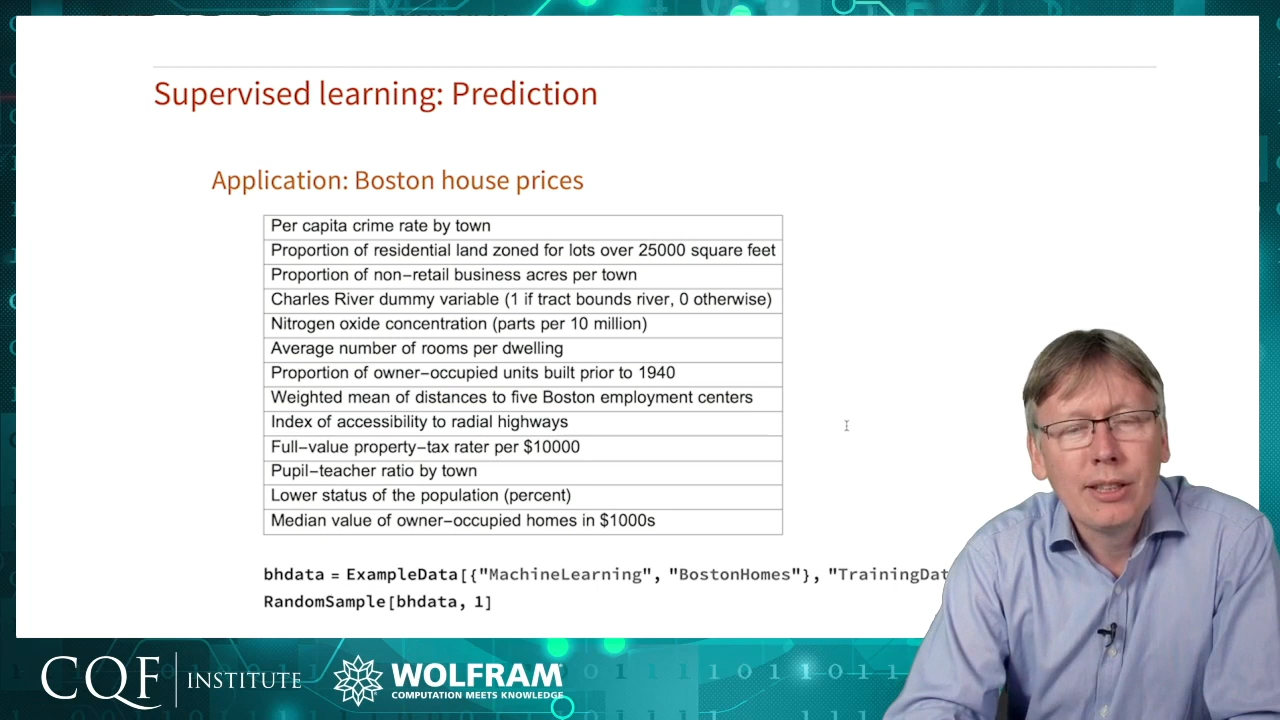 Supervised learning: Prediction
Application: Boston house prices
Per capita crime rate by town
Proportion of residential land zoned for lots over 25000 square feet
Proportion of non−retail business acres per town
Charles River dummy variable (1 if tract bounds river, 0 otherwise)
Nitrogen oxide concentration (parts per 10 million)
Average number of rooms per dwelling
Proportion of owner−occupied units built prior to 1940
Weighted mean of distances to five Boston employment centers
Index of accessibility to radial highways
Full−value property−tax rater per $10000
Pupil−teacher ratio by town
Lower status of the population (percent)
Median value of owner−occupied homes in $1000s
bhdata = ExampleData[{"MachineLearning", "BostonHomes"}, "TrainingDat
RandomSample[bhdata, 1]
CQF INSTITUTE
WOLFRAM
COMPUTATION MEETS KNOWLEDGE